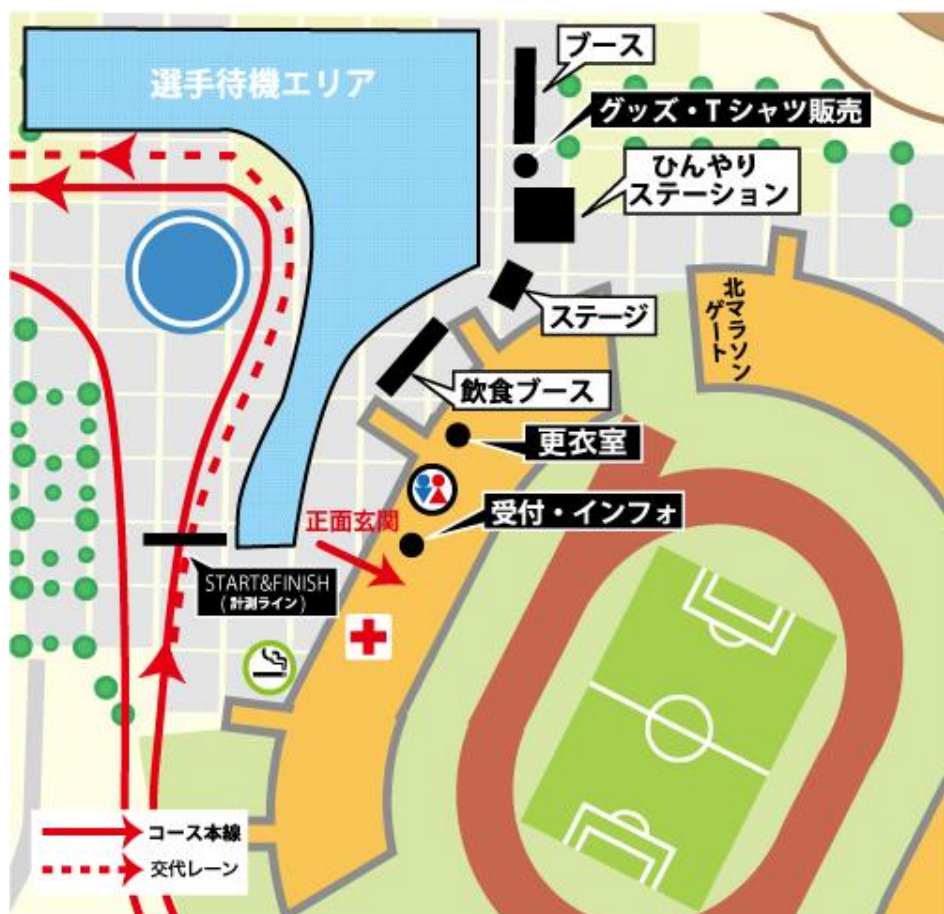 選手待機エリア
ブース
グッズ・Tシャツ販売
ひんやり
ステーション
ステージ
北マラソン
ゲート
飲食ブース
更衣室
受付・インフォ
正面玄関
START&FINISH
(計測ライン)
コース本線
交代レーン